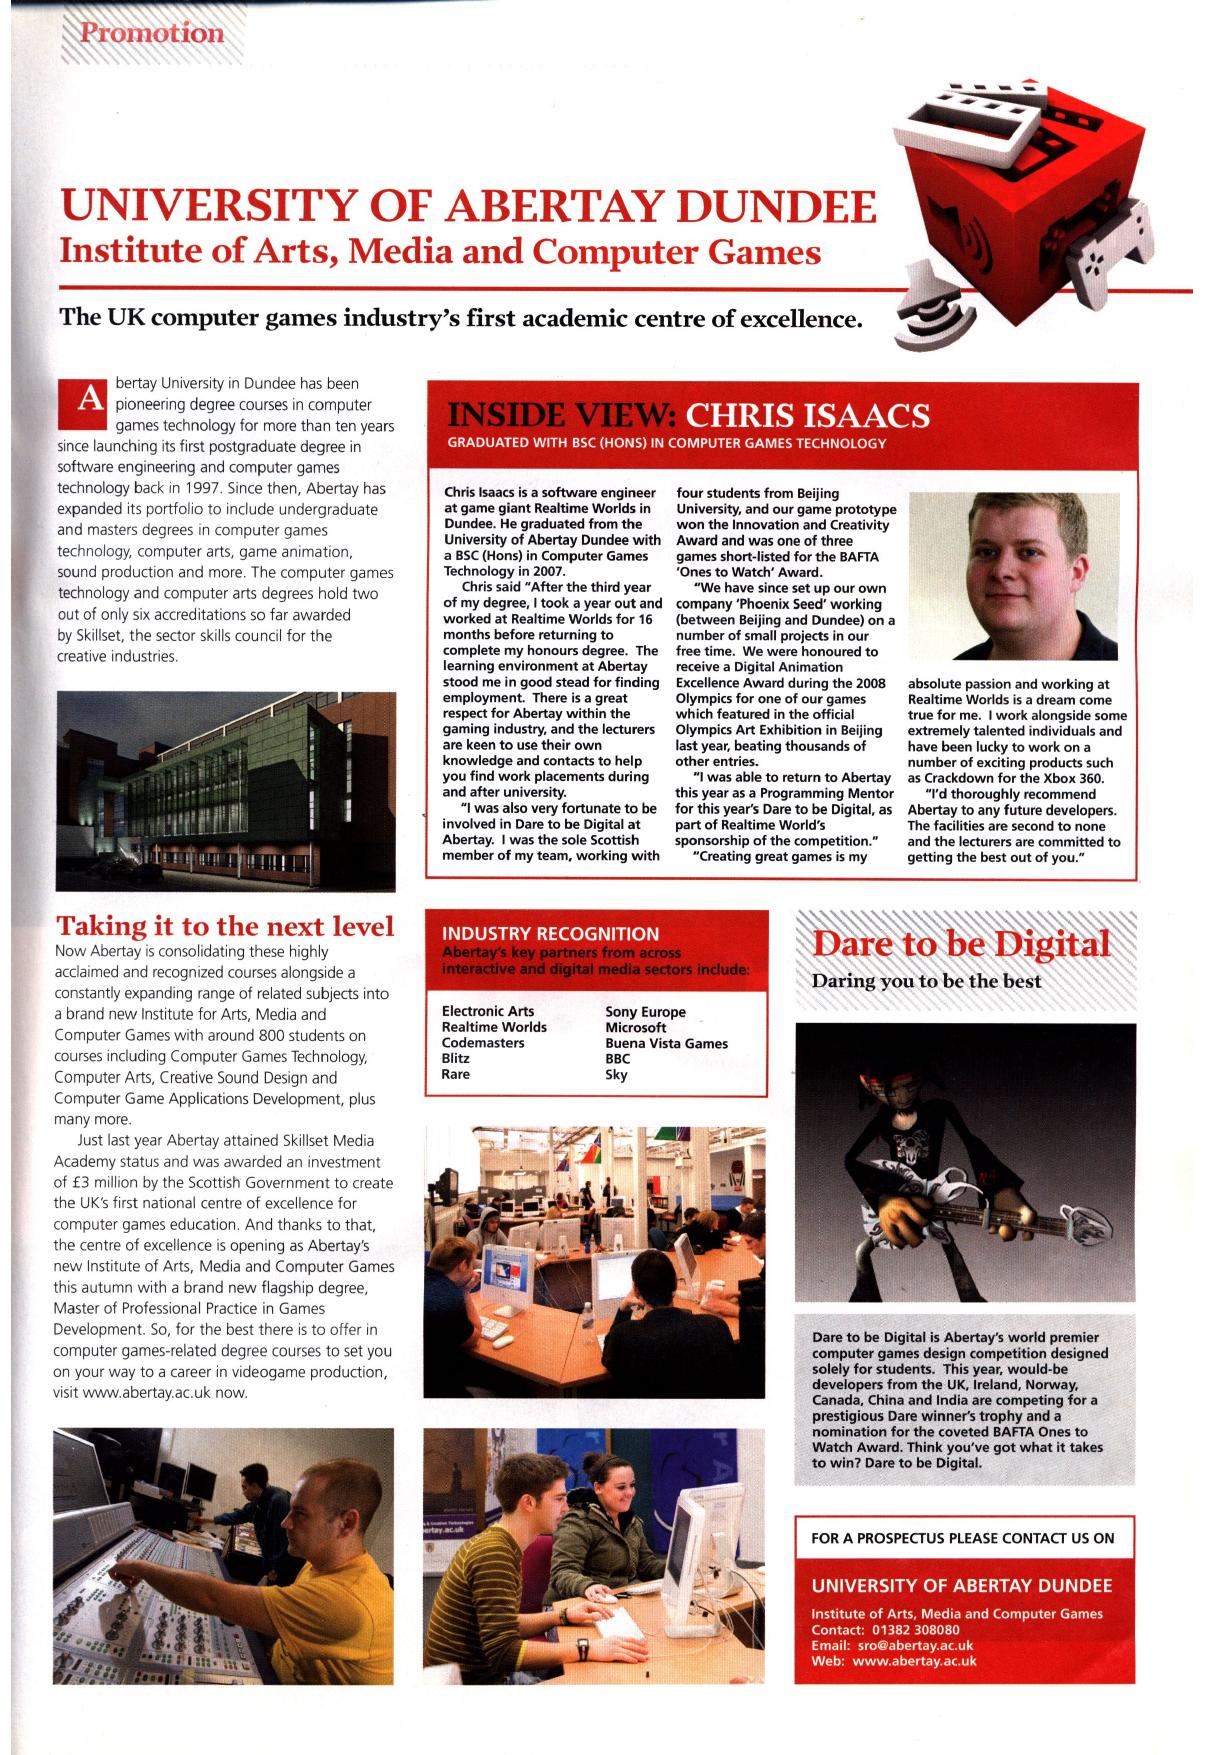 Promotion
UNIVERSITY OF ABERTAY DUNDEE
Institute of Arts, Media and Computer Games
The UK computer games industry's first academic centre of excellence.
Abertay University in Dundee has been
pioneering degree courses in computer
games technology for more than ten years
since launching its first postgraduate degree in
software engineering and computer games
technology back in 1997. Since then, Abertay has
expanded its portfolio to include undergraduate
and masters degrees in computer games
technology, computer arts, game animation,
sound production and more. The computer games
technology and computer arts degrees hold two
out of only six accreditations so far awarded
by Skillset, the sector skills council for the
creative industries.
Taking it to the next level
Now Abertay is consolidating these highly
acclaimed and recognized courses alongside a
constantly expanding range of related subjects into
a brand new Institute for Arts, Media and
Computer Games with around 800 students on
courses including Computer Games Technology,
Computer Arts, Creative Sound Design and
Computer Game Applications Development, plus
many more.
Just last year Abertay attained Skillset Media
Academy status and was awarded an investment
of £3 million by the Scottish Government to create
the UK's first national centre of excellence for
computer games education. And thanks to that,
the centre of excellence is opening as Abertay's
new Institute of Arts, Media and Computer Games
this autumn with a brand new flagship degree,
Master of Professional Practice in Games
Development. So, for the best there is to offer in
computer games-related degree courses to set you
on your way to a career in videogame production,
visit www.abertay.ac.uk now.
INSIDE VIEW: CHRIS ISAACS
GRADUATED WITH BSC (HONS) IN COMPUTER GAMES TECHNOLOGY
Chris Isaacs is a software engineer
at game giant Realtime Worlds in
Dundee. He graduated from the
University of Abertay Dundee with
a BSC (Hons) in Computer Games
Technology in 2007.
Chris said "After the third year
of my degree, I took a year out and
worked at Realtime Worlds for 16
months before returning to
complete my honours degree. The
learning environment at Abertay
stood me in good stead for finding
employment. There is a great
respect for Abertay within the
gaming industry, and the lecturers
are keen to use their own
knowledge and contacts to help
you find work placements during
and after university.
"I was also very fortunate to be
involved in Dare to be Digital at
Abertay. I was the sole Scottish
member of my team, working with
four students from Beijing
University, and our game prototype
won the Innovation and Creativity
Award and was one of three
games short-listed for the BAFTA
'Ones to Watch' Award.
"We have since set up our own
company 'Phoenix Seed' working
(between Beijing and Dundee) on a
number of small projects in our
free time. We were honoured to
receive a Digital Animation
Excellence Award during the 2008
Olympics for one of our games
which featured in the official
Olympics Art Exhibition in Beijing
last year, beating thousands of
other entries.
"I was able to return to Abertay
this year as a Programming Mentor
for this year's Dare to be Digital, as
part of Realtime World's
sponsorship of the competition."
"Creating great games is my
absolute passion and working at
Realtime Worlds is a dream come
true for me. I work alongside some
extremely talented individuals and
have been lucky to work on a
number of exciting products such
as Crackdown for the Xbox 360.
"I'd thoroughly recommend
Abertay to any future developers.
The facilities are second to none
and the lecturers are committed to
getting the best out of you."
INDUSTRY RECOGNITION
Abertay's key partners from across
interactive and digital media sectors include:
Electronic Arts
Realtime Worlds
Codemasters
Blitz
Rare
Sony Europe
Microsoft
Buena Vista Games
BBC
Sky
Dare to be Digital
Daring you to be the best
Dare to be Digital is Abertay's world premier
computer games design competition designed
solely for students. This year, would-be
developers from the UK, Ireland, Norway,
Canada, China and India are competing for a
prestigious Dare winner's trophy and a
nomination for the coveted BAFTA Ones to
Watch Award. Think you've got what it takes
to win? Dare to be Digital.
FOR A PROSPECTUS PLEASE CONTACT US ON
UNIVERSITY OF ABERTAY DUNDEE
Institute of Arts, Media and Computer Games
Contact: 01382 308080
Email: sro@abertay.ac.uk
Web: www.abertay.ac.uk